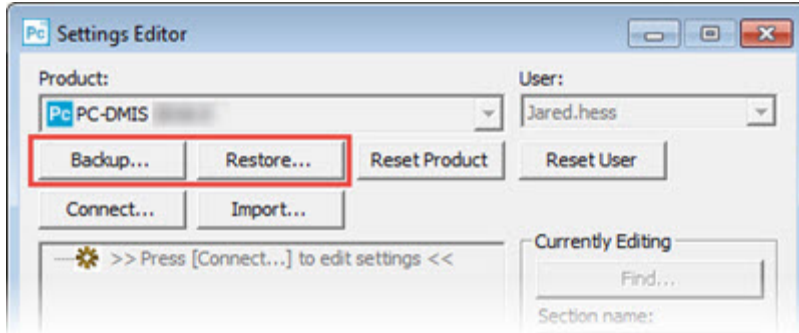 Pc Settings Editor
Product:
User:
Pc PC-DMIS
Jared.hess
Backup...
Restore...
Reset Product
Reset User
Connect...
Import...
>> Press [Connect...] to edit settings <<
Currently Editing
Find...
Section name: